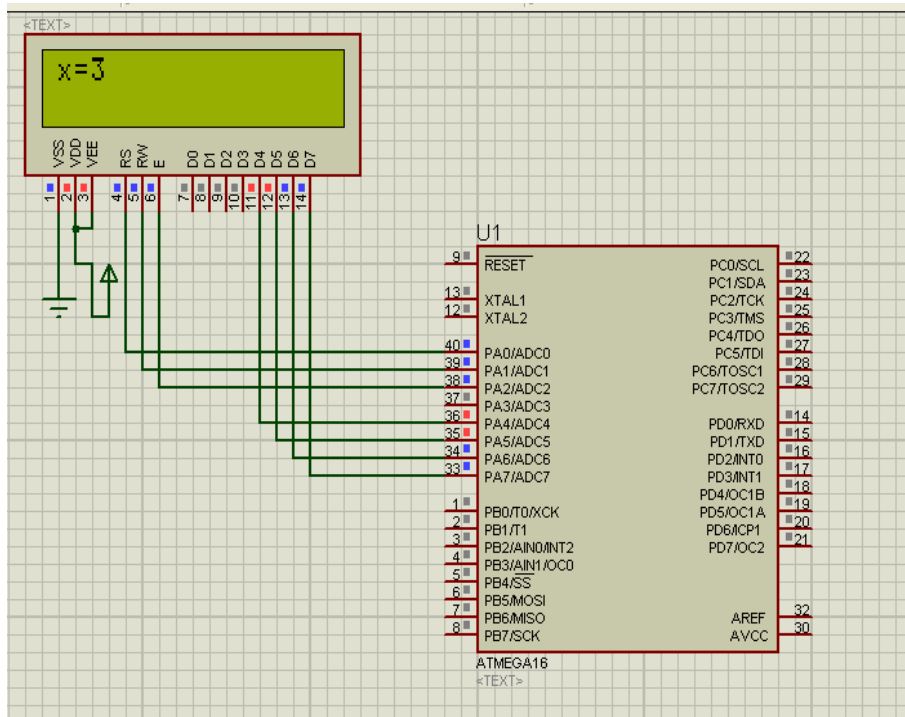 <TEXT>
x=3
VSS
VDD
VEE
RS
RW
E
D0
D1
D2
D3
D4
D5
D6
D7
1
2
3
4
5
6
7
8
9
10
11
12
13
14
U1
9 RESET
13 XTAL1
12 XTAL2
40 PA0/ADC0
39 PA1/ADC1
38 PA2/ADC2
37 PA3/ADC3
36 PA4/ADC4
35 PA5/ADC5
34 PA6/ADC6
33 PA7/ADC7
1 PB0/T0/XCK
2 PB1/T1
3 PB2/AIN0/INT2
4 PB3/AIN1/OC0
5 PB4/SS
6 PB5/MOSI
7 PB6/MISO
8 PB7/SCK
PC0/SCL 22
PC1/SDA 23
PC2/TCK 24
PC3/TMS 25
PC4/TDO 26
PC5/TDI 27
PC6/TOSC1 28
PC7/TOSC2 29
PD0/RXD 14
PD1/TXD 15
PD2/INT0 16
PD3/INT1 17
PD4/OC1B 18
PD5/OC1A 19
PD6/ICP1 20
PD7/OC2 21
AREF 32
AVCC 30
ATMEGA16
<TEXT>